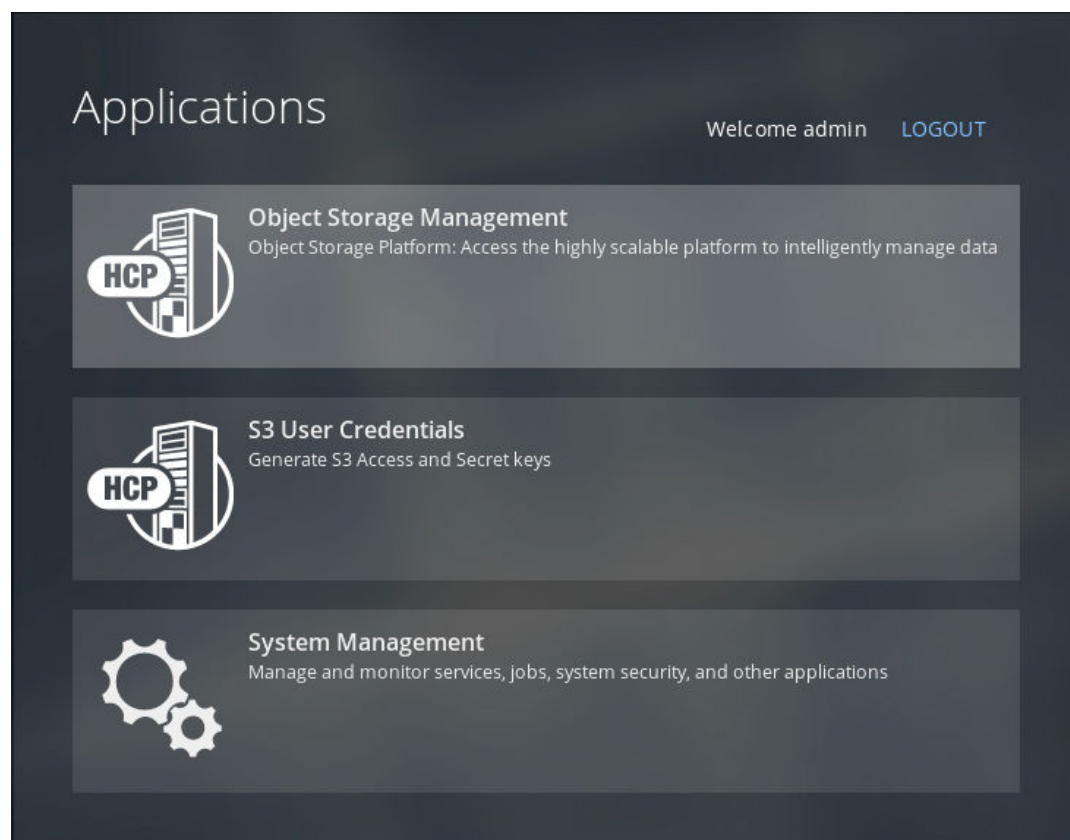 Applications
Welcome admin LOGOUT
Object Storage Management
Object Storage Platform: Access the highly scalable platform to intelligently manage data
HCP
S3 User Credentials
Generate S3 Access and Secret keys
HCP
System Management
Manage and monitor services, jobs, system security, and other applications